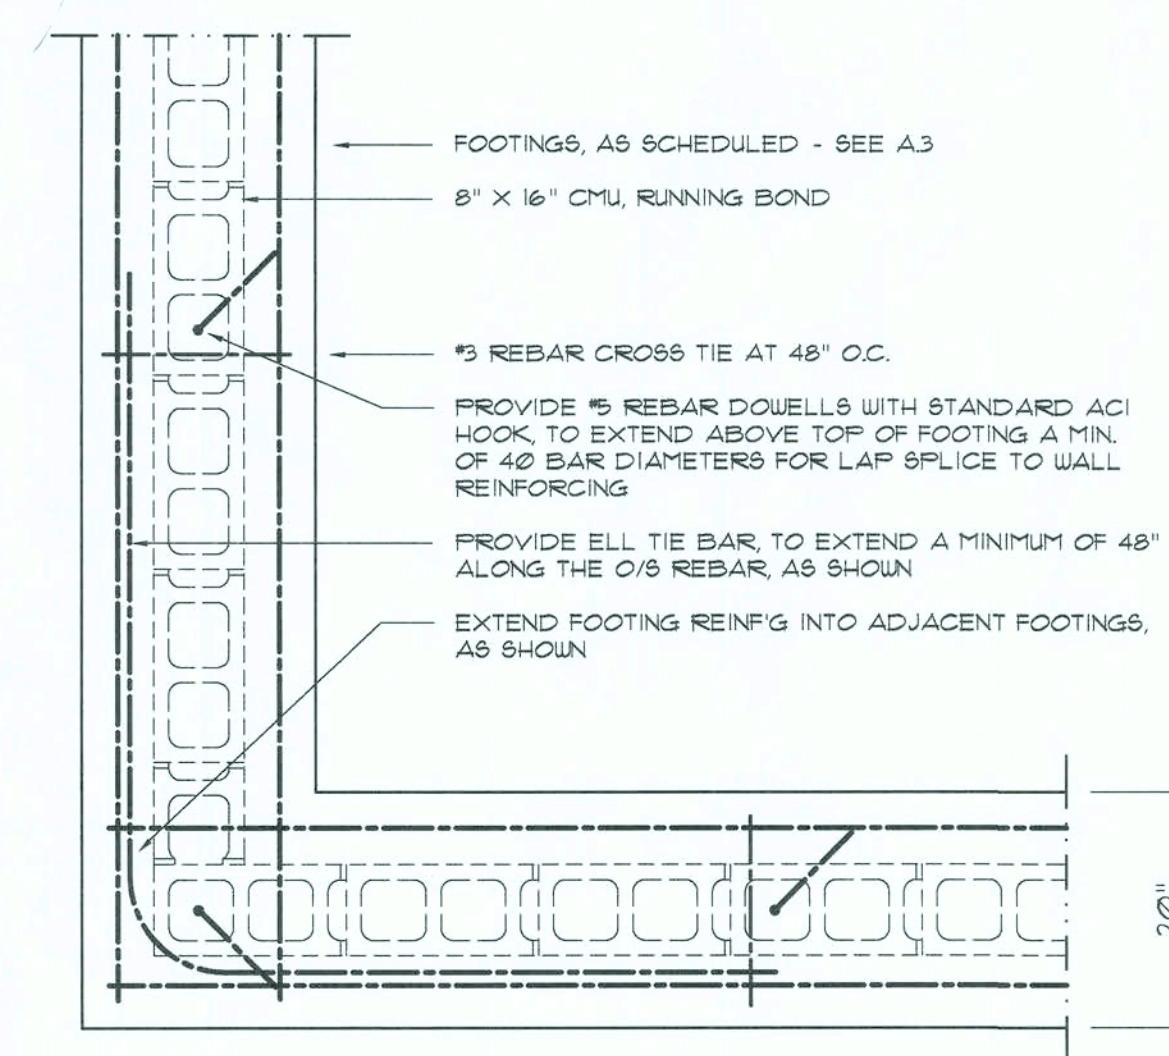 FOOTINGS, AS SCHEDULED - SEE A.3
8" X 16" CMU, RUNNING BOND
#3 REBAR CROSS TIE AT 48" O.C.
PROVIDE #5 REBAR DOWELLS WITH STANDARD ACI
HOOK, TO EXTEND ABOVE TOP OF FOOTING A MIN.
OF 40 BAR DIAMETERS FOR LAP SPLICE TO WALL
REINFORCING
PROVIDE ELL TIE BAR, TO EXTEND A MINIMUM OF 48"
ALONG THE O/S REBAR, AS SHOWN
EXTEND FOOTING REINF'G INTO ADJACENT FOOTINGS,
AS SHOWN
20"